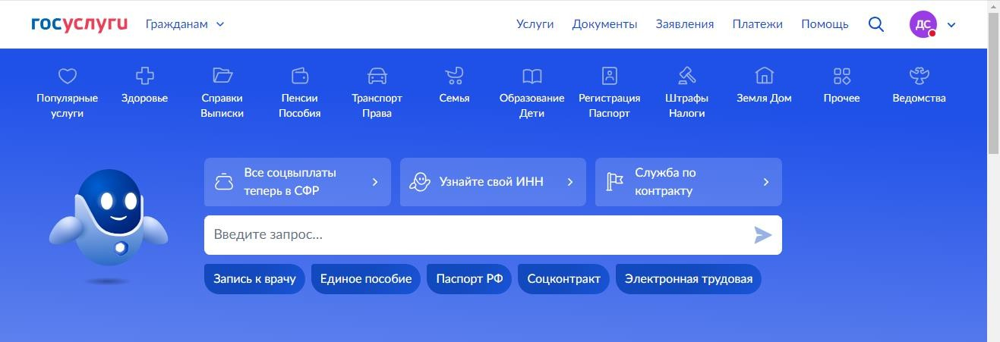 госуслуги Гражданам Услуги Документы Заявления Платежи Помощь ДС
Популярные услуги
Здоровье
Справки Выписки
Пенсии Пособия
Транспорт Права
Семья
Образование Дети
Регистрация Паспорт
Штрафы Налоги
Земля Дом
Прочее
Ведомства
Все соцвыплаты
теперь в СФР
Узнайте свой ИНН
Служба по
контракту
Введите запрос...
Запись к врачу Единое пособие Паспорт РФ Соцконтракт Электронная трудовая